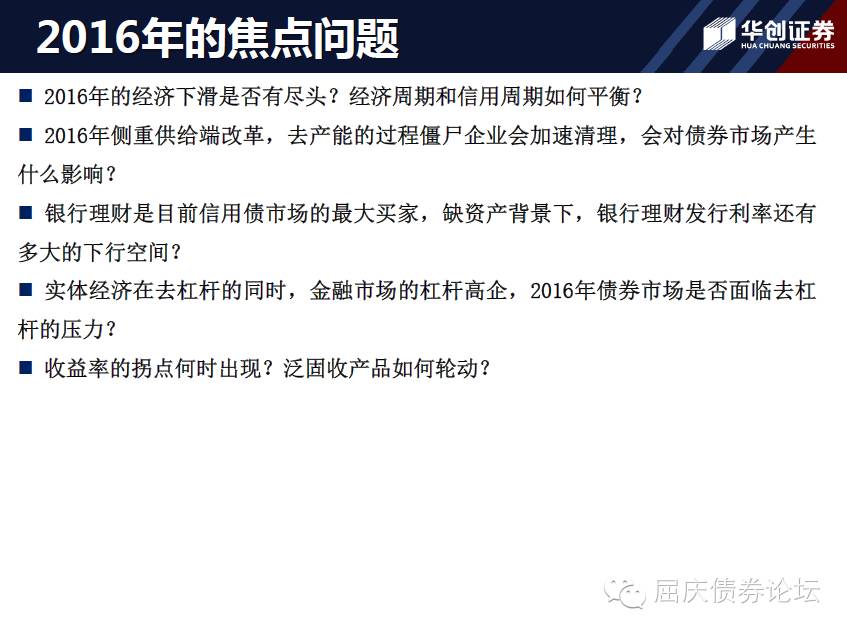 2016年的焦点问题
华创证券
HUA CHUANG SECURITIES
■ 2016年的经济下滑是否有尽头？经济周期和信用周期如何平衡？
■ 2016年侧重供给端改革，去产能的过程僵尸企业会加速清理，会对债券市场产生
什么影响？
■ 银行理财是目前信用债市场的最大买家，缺资产背景下，银行理财发行利率还有
多大的下行空间？
■ 实体经济在去杠杆的同时，金融市场的杠杆高企，2016年债券市场是否面临去杠
杆的压力？
■ 收益率的拐点何时出现？泛固收产品如何轮动？
屈庆债券论坛